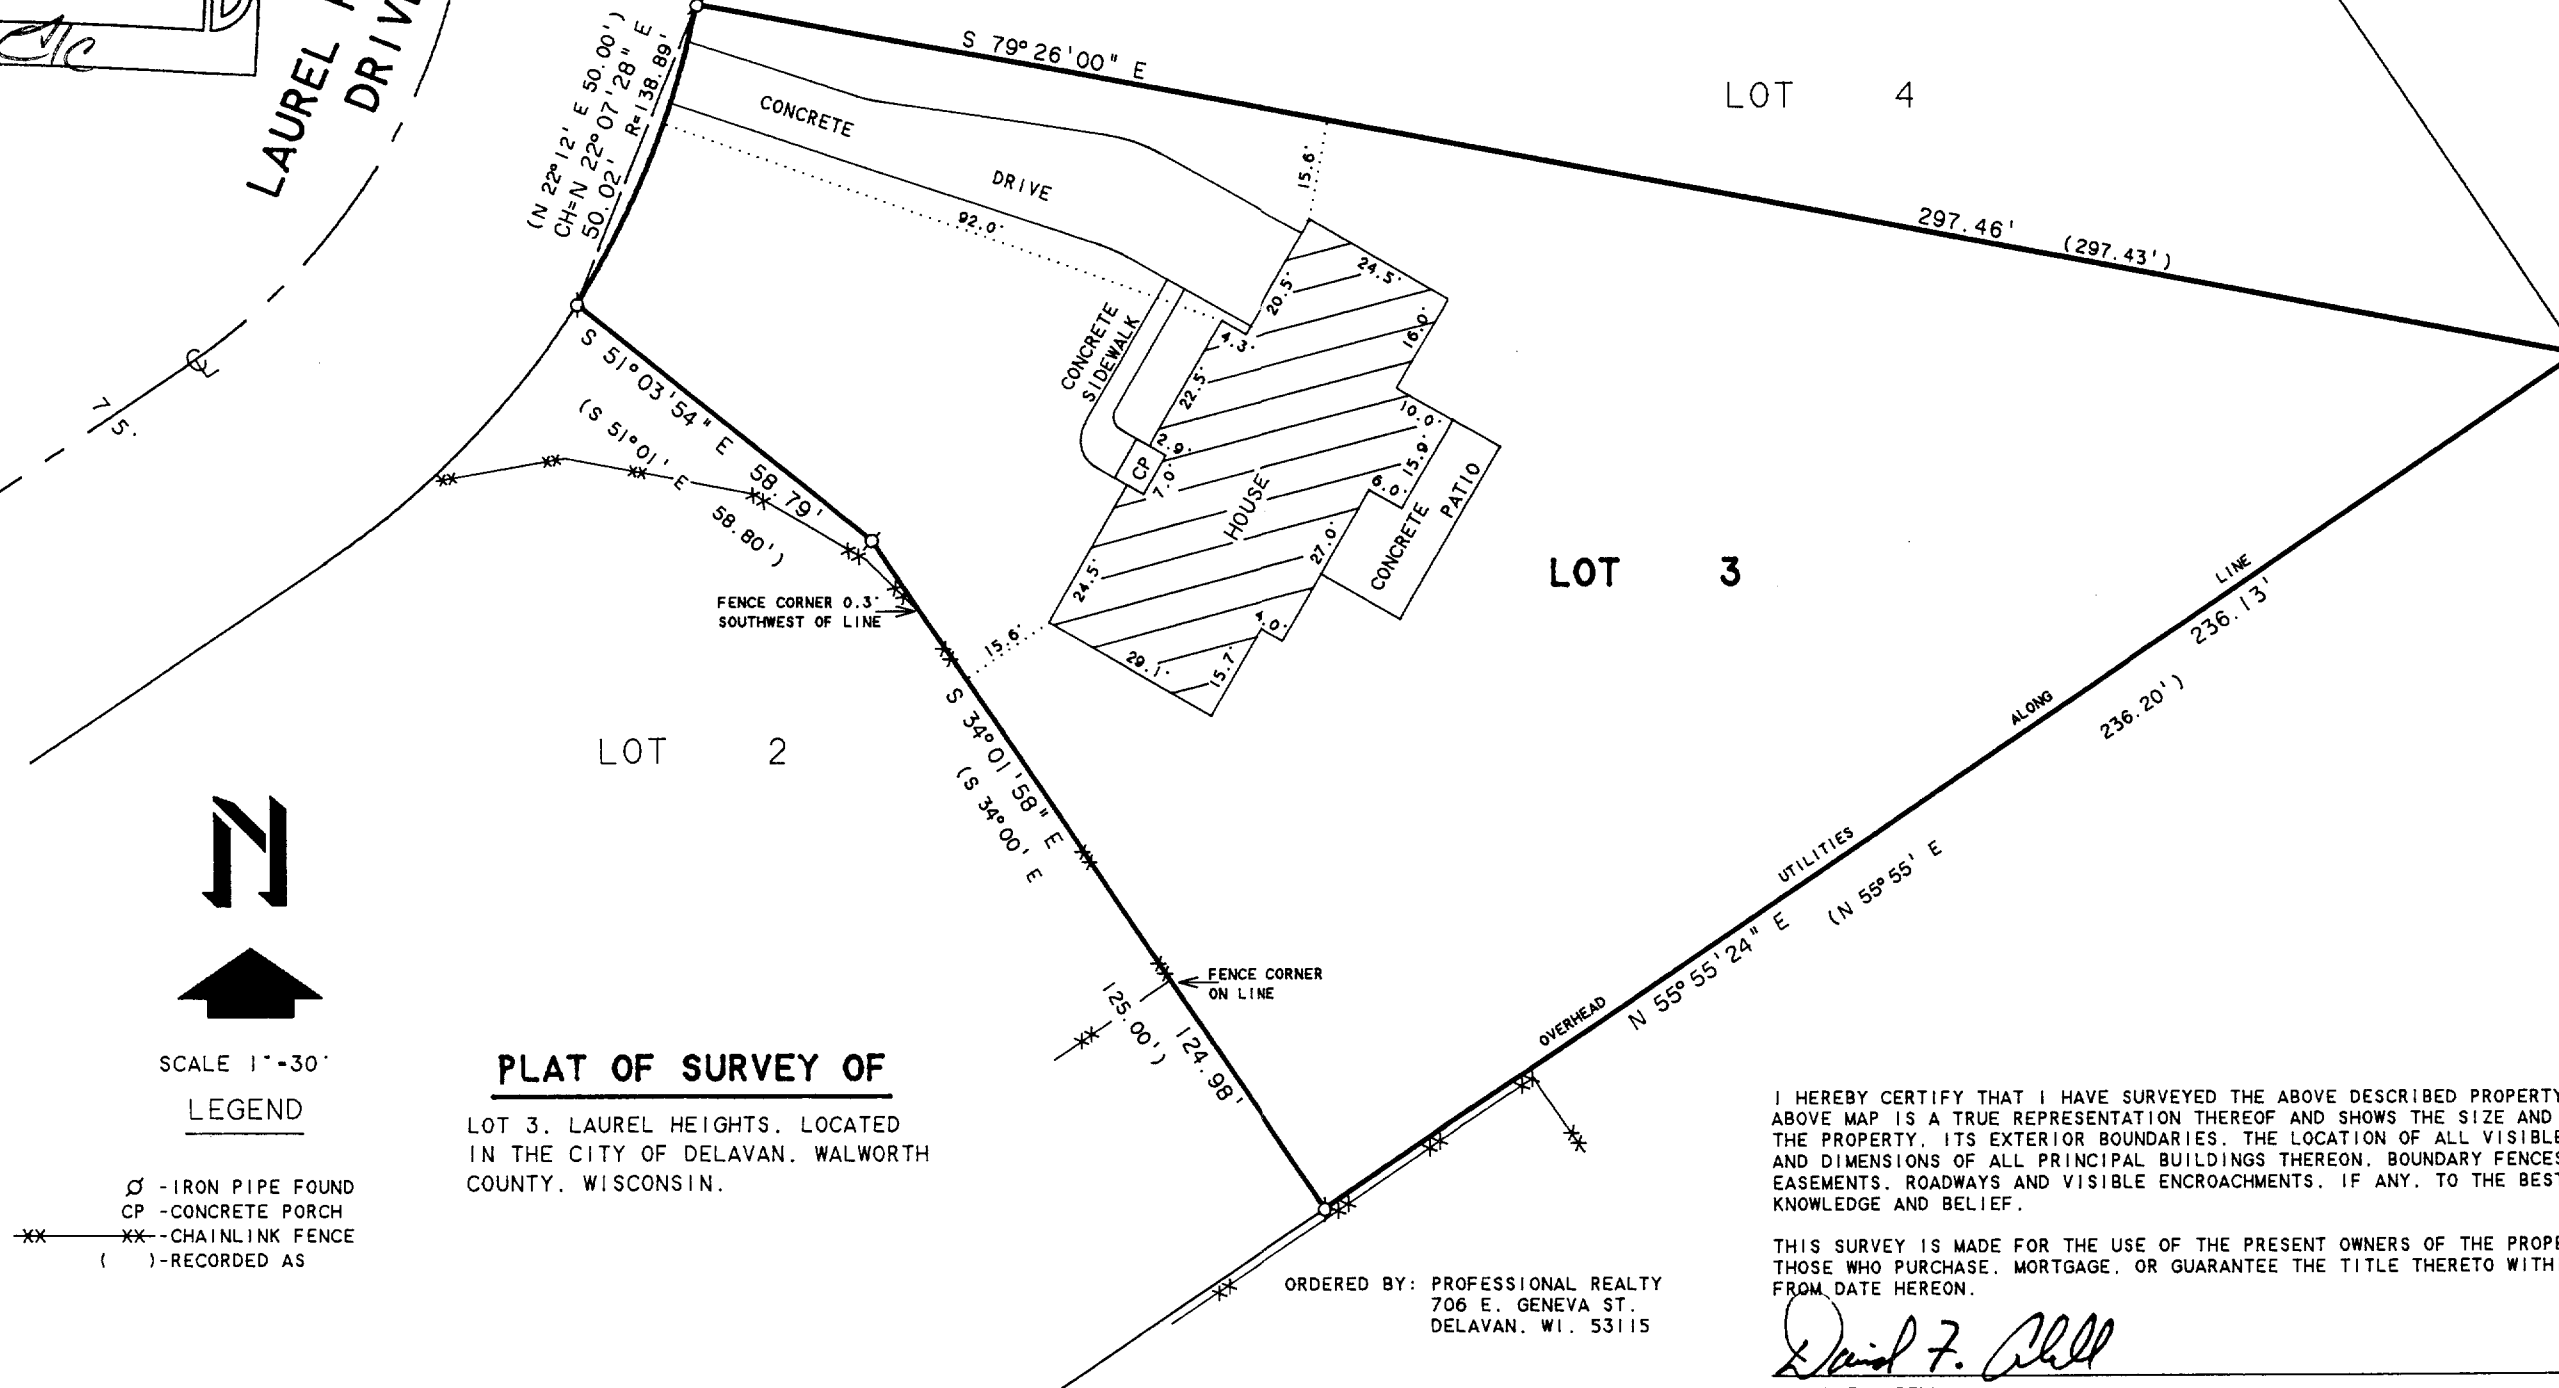 LAUREL
DRIVE
(N 22°12' E 50.00')
CH=N 22°07'28" E
50.02' R=138.89'
S 79°26'00" E
LOT 4
CONCRETE
DRIVE
15.6'
92.0'
297.46' (297.43')
24.5'
20.5'
16.0'
4.3'
CONCRETE
SIDEWALK
22.5'
10.0'
2.9'
CP
7.0'
15.9'
6.0'
HOUSE
CONCRETE
PATIO
27.0'
24.5'
4.0'
29.1'
15.7'
15.6'
S 51°03'54" E 58.79'
(S 51°01' E 58.80')
75'
FENCE CORNER 0.3'
SOUTHWEST OF LINE
LOT 3
LOT 2
S 34°01'58" E 124.98'
(S 34°00' E 125.00')
FENCE CORNER
ON LINE
OVERHEAD UTILITIES ALONG LINE
N 55°55'24" E 236.13'
(N 55°55' E 236.20')
N
SCALE 1"-30'
LEGEND
-IRON PIPE FOUND
CP -CONCRETE PORCH
-CHAINLINK FENCE
( )-RECORDED AS
PLAT OF SURVEY OF
LOT 3. LAUREL HEIGHTS. LOCATED
IN THE CITY OF DELAVAN. WALWORTH
COUNTY. WISCONSIN.
ORDERED BY: PROFESSIONAL REALTY
706 E. GENEVA ST.
DELAVAN. WI. 53115
I HEREBY CERTIFY THAT I HAVE SURVEYED THE ABOVE DESCRIBED PROPERTY
ABOVE MAP IS A TRUE REPRESENTATION THEREOF AND SHOWS THE SIZE AND
THE PROPERTY. ITS EXTERIOR BOUNDARIES. THE LOCATION OF ALL VISIBLE
AND DIMENSIONS OF ALL PRINCIPAL BUILDINGS THEREON. BOUNDARY FENCES
EASEMENTS. ROADWAYS AND VISIBLE ENCROACHMENTS. IF ANY. TO THE BEST
KNOWLEDGE AND BELIEF.
THIS SURVEY IS MADE FOR THE USE OF THE PRESENT OWNERS OF THE PROPE
THOSE WHO PURCHASE. MORTGAGE. OR GUARANTEE THE TITLE THERETO WITH
FROM DATE HEREON.
David F.